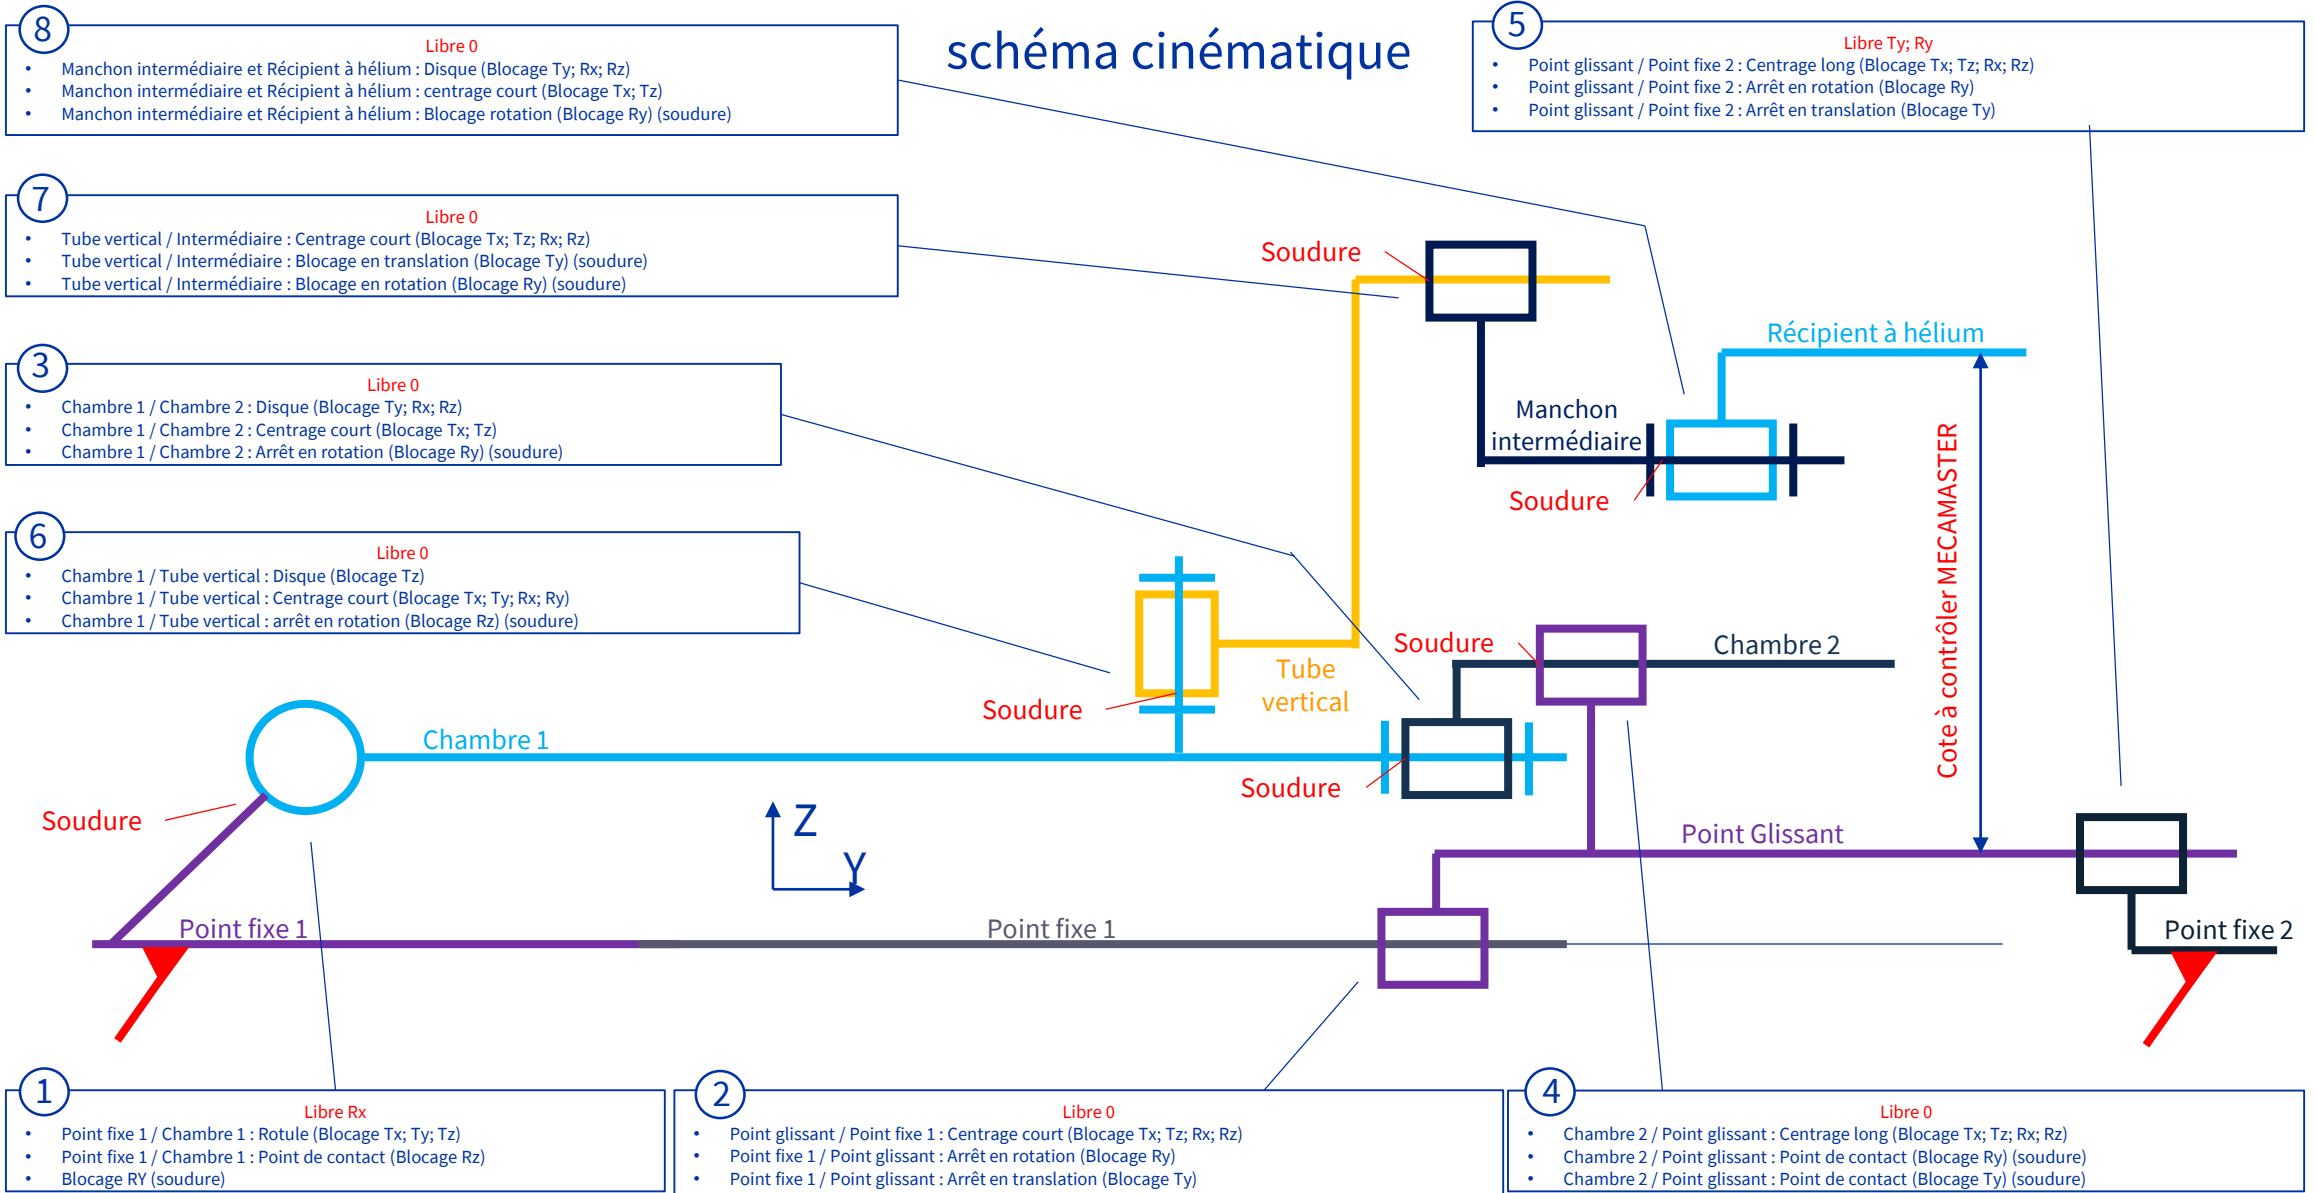 schéma cinématique
8
Libre 0
• Manchon intermédiaire et Récipient à hélium : Disque (Blocage Ty; Rx; Rz)
• Manchon intermédiaire et Récipient à hélium : centrage court (Blocage Tx; Tz)
• Manchon intermédiaire et Récipient à hélium : Blocage rotation (Blocage Ry) (soudure)
5
Libre Ty; Ry
• Point glissant / Point fixe 2 : Centrage long (Blocage Tx; Tz; Rx; Rz)
• Point glissant / Point fixe 2 : Arrêt en rotation (Blocage Ry)
• Point glissant / Point fixe 2 : Arrêt en translation (Blocage Ty)
7
Libre 0
• Tube vertical / Intermédiaire : Centrage court (Blocage Tx; Tz; Rx; Rz)
• Tube vertical / Intermédiaire : Blocage en translation (Blocage Ty) (soudure)
• Tube vertical / Intermédiaire : Blocage en rotation (Blocage Ry) (soudure)
3
Libre 0
• Chambre 1 / Chambre 2 : Disque (Blocage Ty; Rx; Rz)
• Chambre 1 / Chambre 2 : Centrage court (Blocage Tx; Tz)
• Chambre 1 / Chambre 2 : Arrêt en rotation (Blocage Ry) (soudure)
6
Libre 0
• Chambre 1 / Tube vertical : Disque (Blocage Tz)
• Chambre 1 / Tube vertical : Centrage court (Blocage Tx; Ty; Rx; Ry)
• Chambre 1 / Tube vertical : arrêt en rotation (Blocage Rz) (soudure)
Soudure
Récipient à hélium
Manchon
intermédiaire
Soudure
Cote à contrôler MECAMASTER
Soudure
Chambre 2
Tube
vertical
Soudure
Chambre 1
Soudure
Soudure
Z
Y
Point Glissant
Point fixe 1
Point fixe 1
Point fixe 2
1
Libre Rx
• Point fixe 1 / Chambre 1 : Rotule (Blocage Tx; Ty; Tz)
• Point fixe 1 / Chambre 1 : Point de contact (Blocage Rz)
• Blocage RY (soudure)
2
Libre 0
• Point glissant / Point fixe 1 : Centrage court (Blocage Tx; Tz; Rx; Rz)
• Point fixe 1 / Point glissant : Arrêt en rotation (Blocage Ry)
• Point fixe 1 / Point glissant : Arrêt en translation (Blocage Ty)
4
Libre 0
• Chambre 2 / Point glissant : Centrage long (Blocage Tx; Tz; Rx; Rz)
• Chambre 2 / Point glissant : Point de contact (Blocage Ry) (soudure)
• Chambre 2 / Point glissant : Point de contact (Blocage Ty) (soudure)